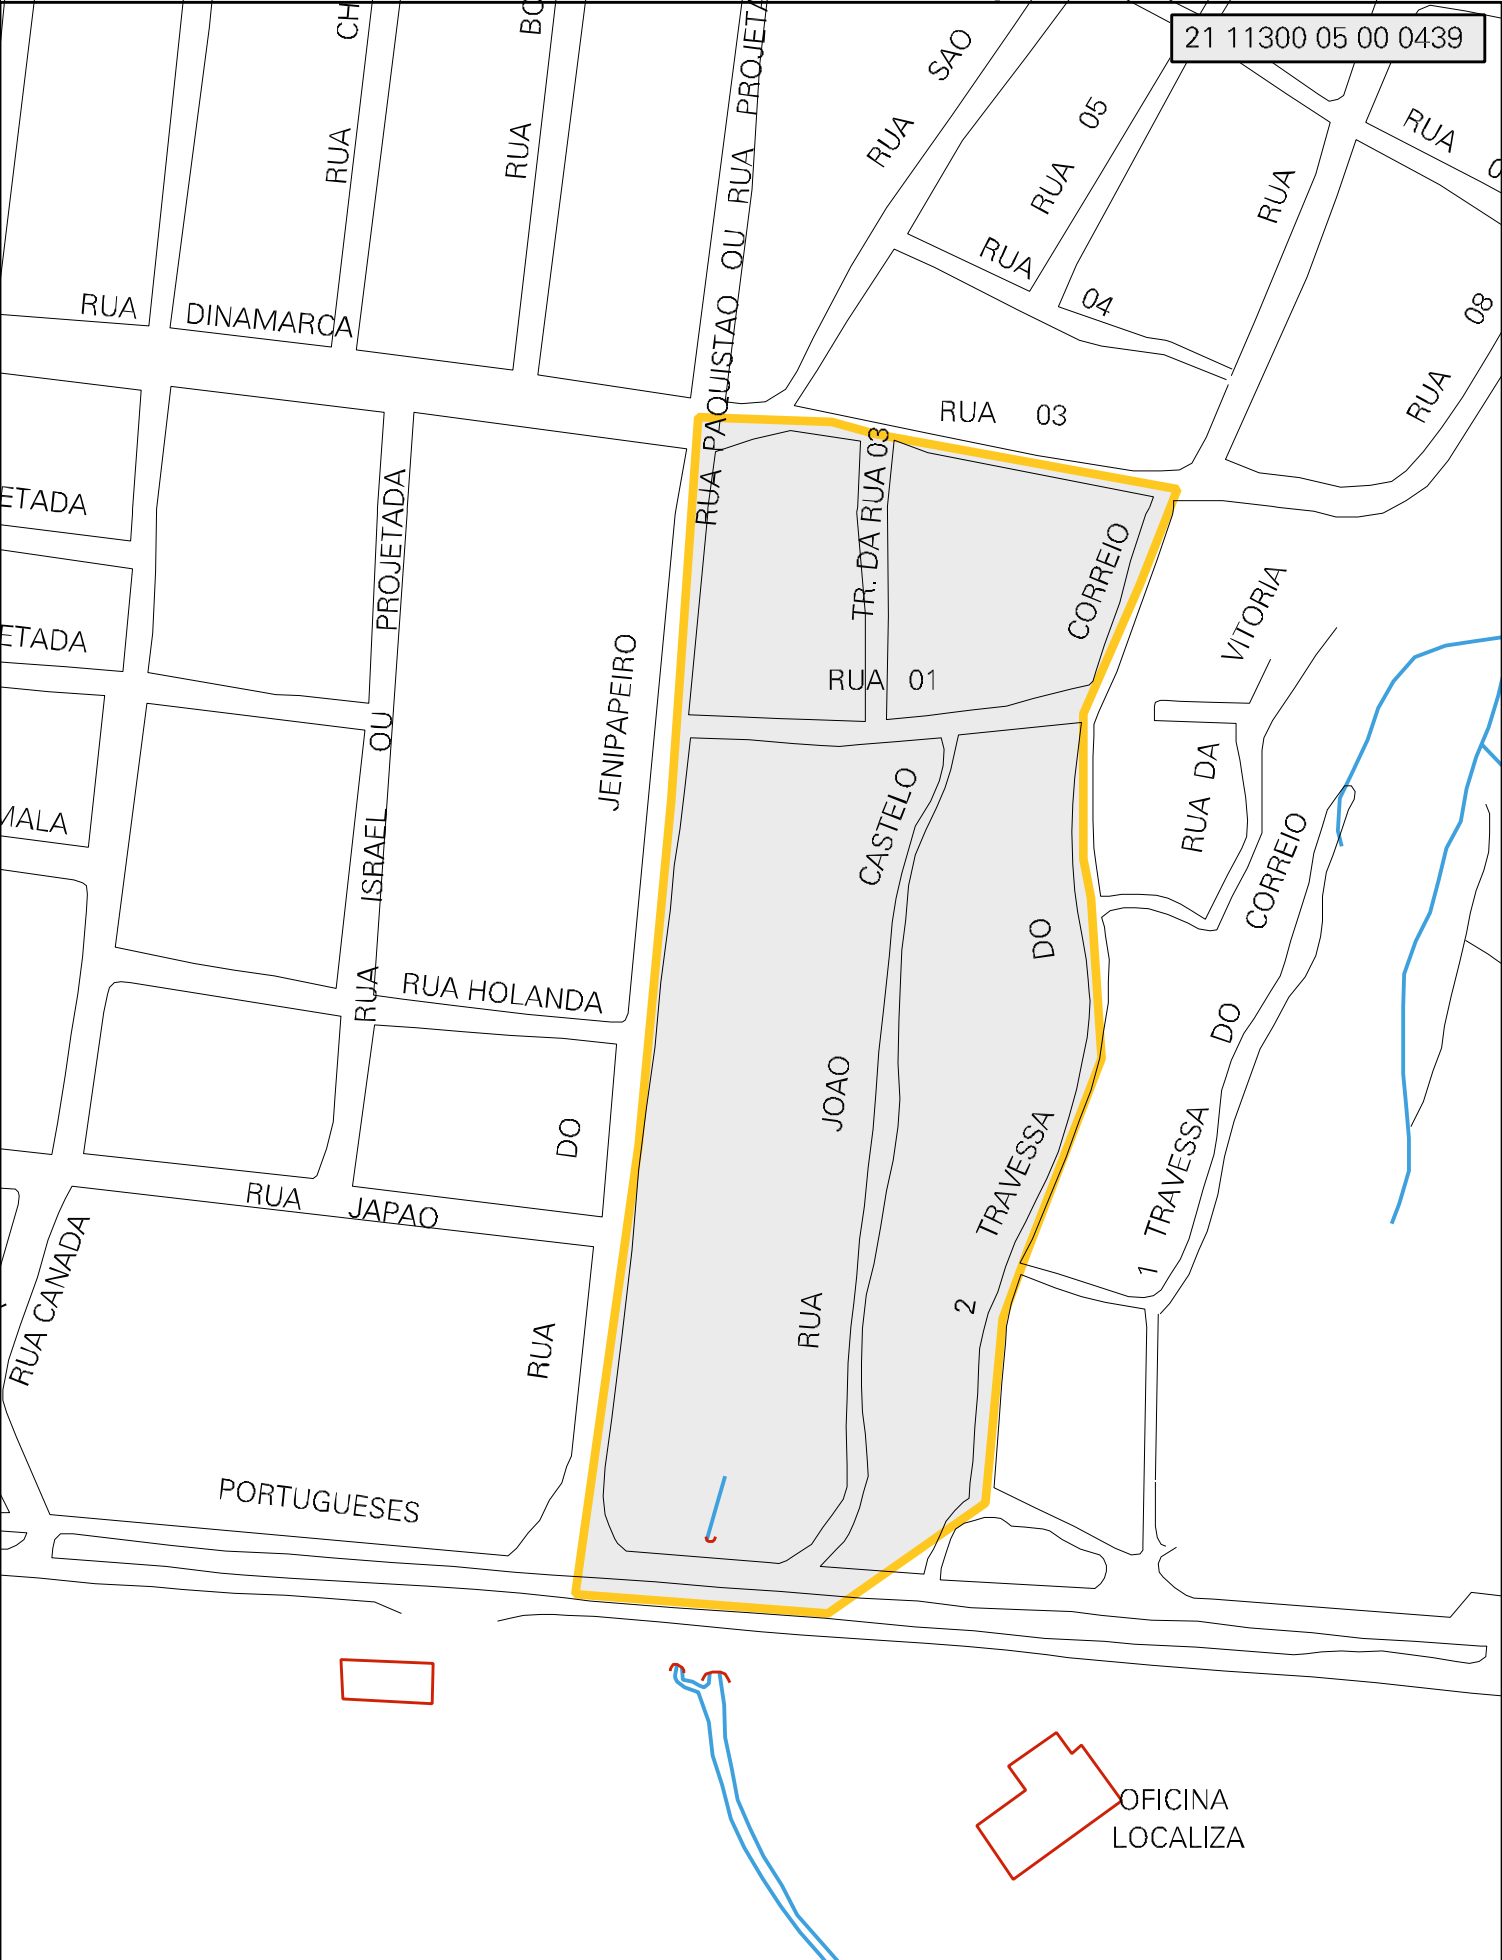 21 11300 05 00 0439
RUA
RUA
RUA PAQUISTAO OU RUA
RUA SAO
RUA 05
RUA
RUA
RUA
04
RUA 08
RUA DINAMARCA
RUA 03
TR. DA RUA 03
RUA 01
RUA ISRAEL OU PROJETADA
RUA DO JENIPAPEIRO
RUA JOAO CASTELO
2 TRAVESSA DO CORREIO
RUA DA VITORIA
1 TRAVESSA DO CORREIO
RUA HOLANDA
RUA JAPAO
RUA CANADA
PORTUGUESES
OFICINA
LOCALIZA